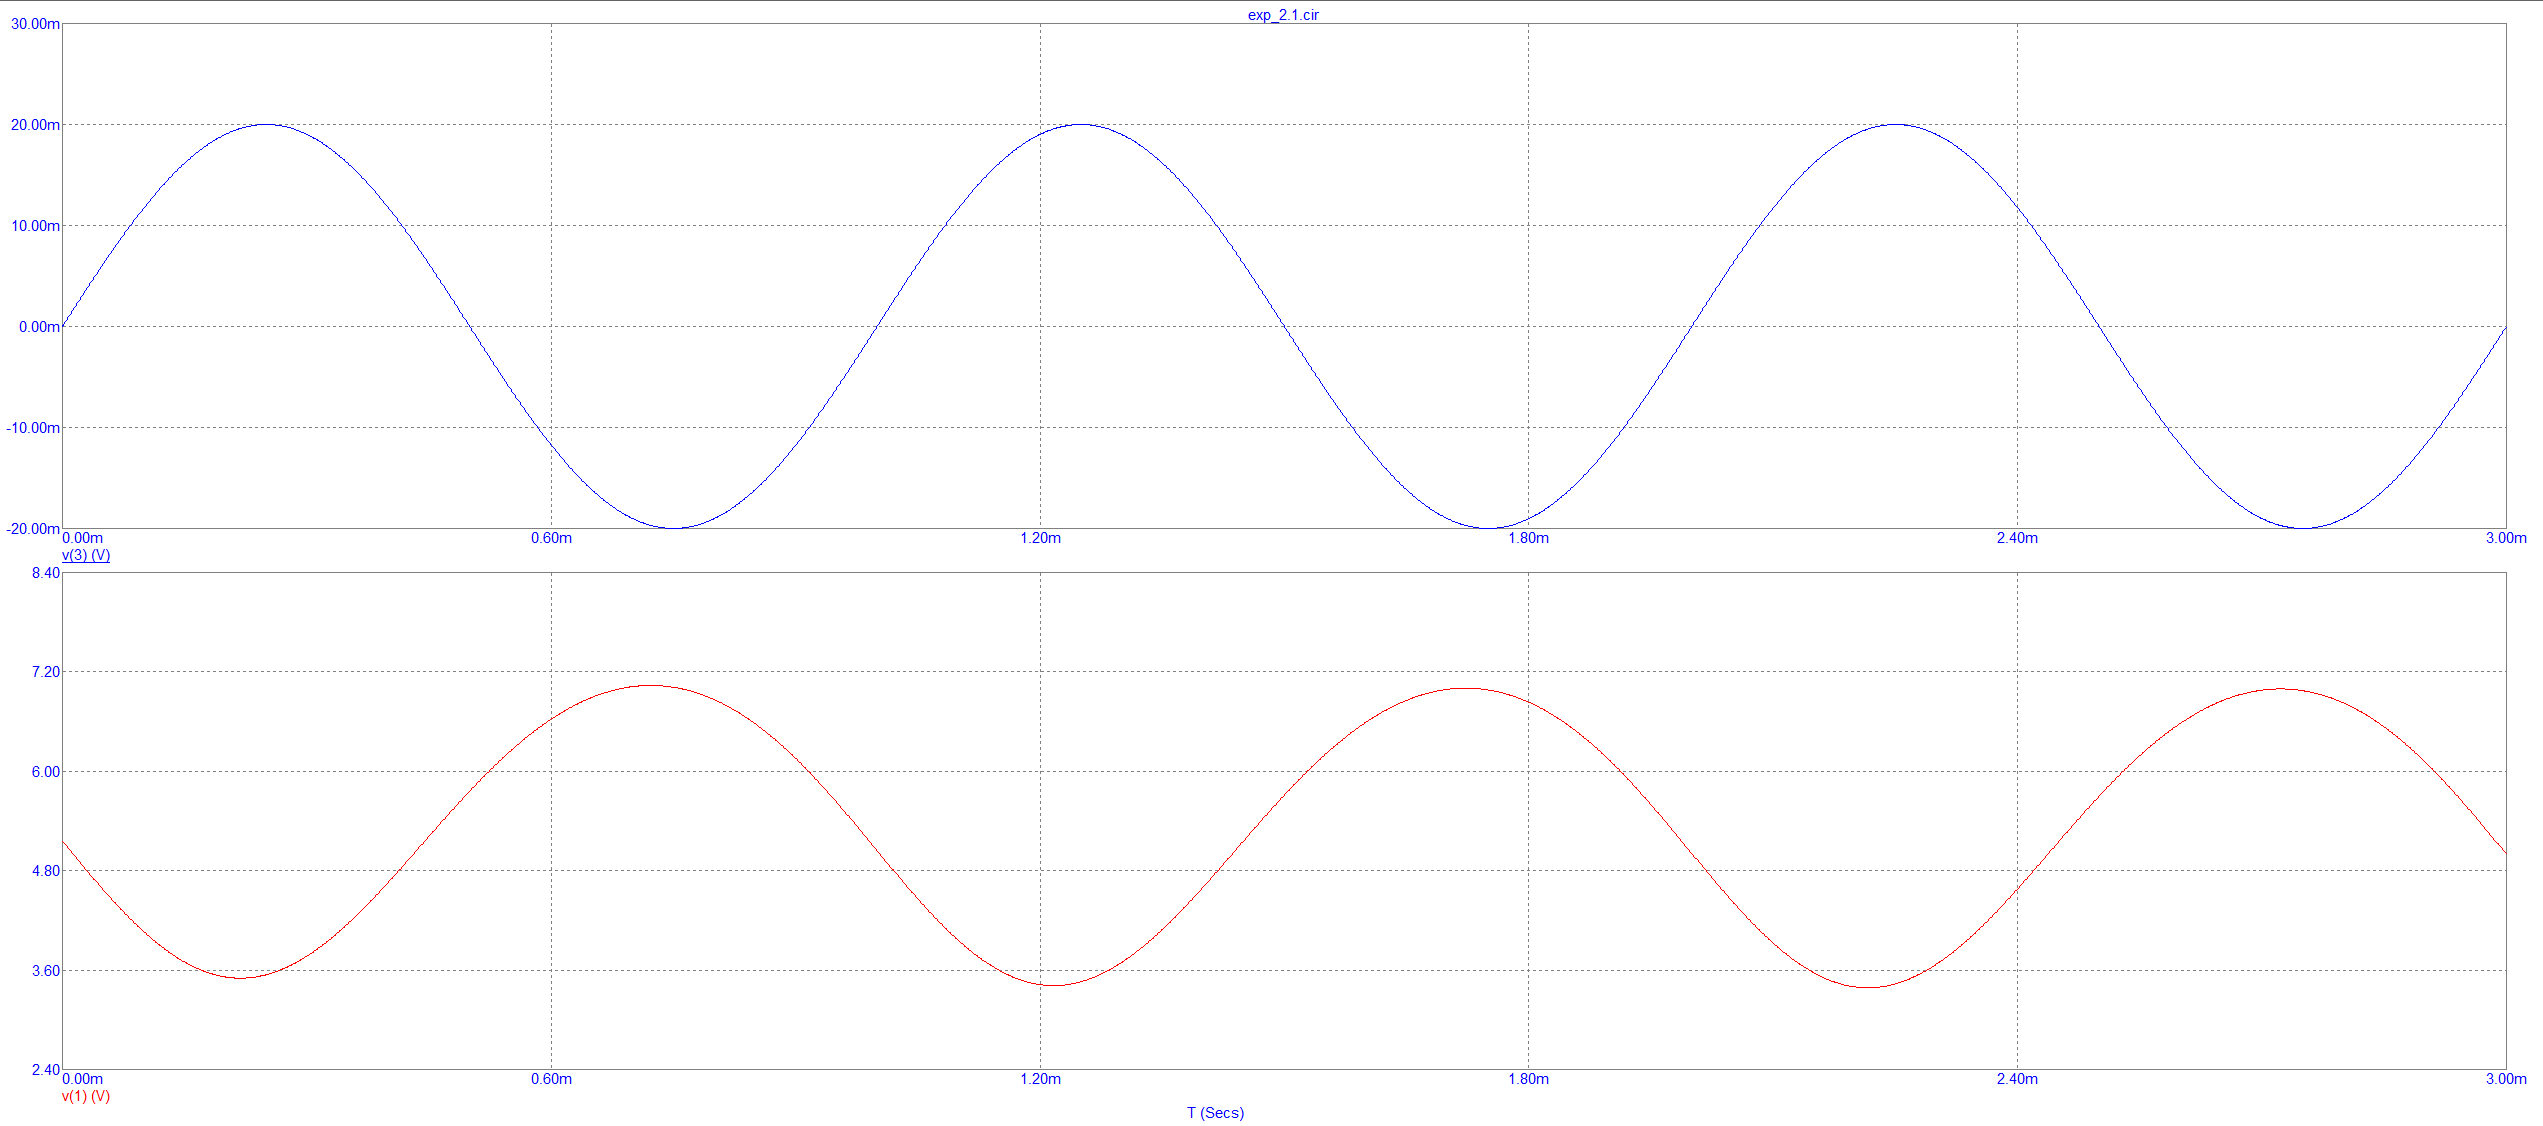 exp_2.1.cir
30.00m
20.00m
10.00m
0.00m
-10.00m
-20.00m
0.00m 0.60m 1.20m 1.80m 2.40m 3.00m
v(3) (V)
8.40
7.20
6.00
4.80
3.60
2.40
0.00m 0.60m 1.20m 1.80m 2.40m 3.00m
v(1) (V)
T (Secs)